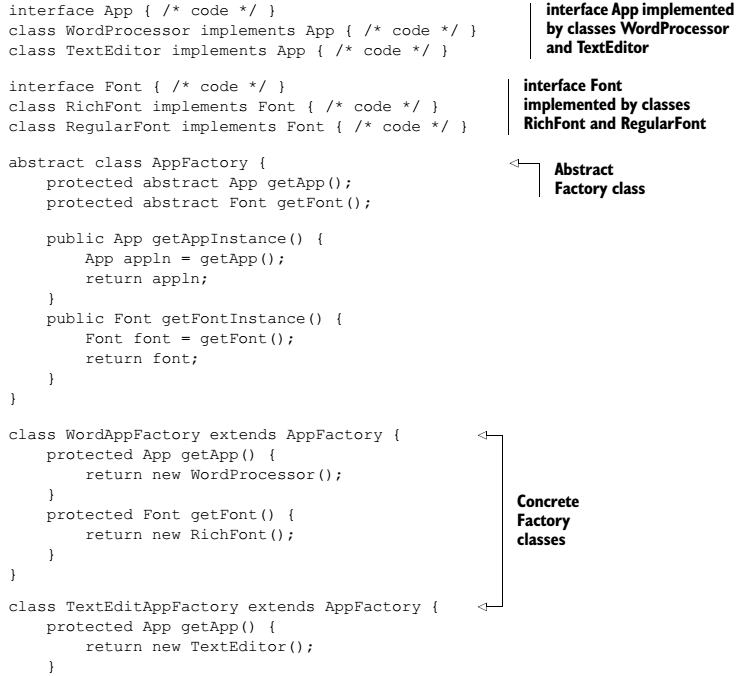 interface App { /* code */ }
class WordProcessor implements App { /* code */ }
class TextEditor implements App { /* code */ }
interface App implemented
by classes WordProcessor
and TextEditor
interface Font { /* code */ }
class RichFont implements Font { /* code */ }
class RegularFont implements Font { /* code */ }
interface Font
implemented by classes
RichFont and RegularFont
abstract class AppFactory {
    protected abstract App getApp();
    protected abstract Font getFont();
Abstract
Factory class
    public App getAppInstance() {
        App appln = getApp();
        return appln;
    }
    public Font getFontInstance() {
        Font font = getFont();
        return font;
    }
}
class WordAppFactory extends AppFactory {
    protected App getApp() {
        return new WordProcessor();
    }
    protected Font getFont() {
        return new RichFont();
    }
}
Concrete
Factory
classes
class TextEditAppFactory extends AppFactory {
    protected App getApp() {
        return new TextEditor();
    }